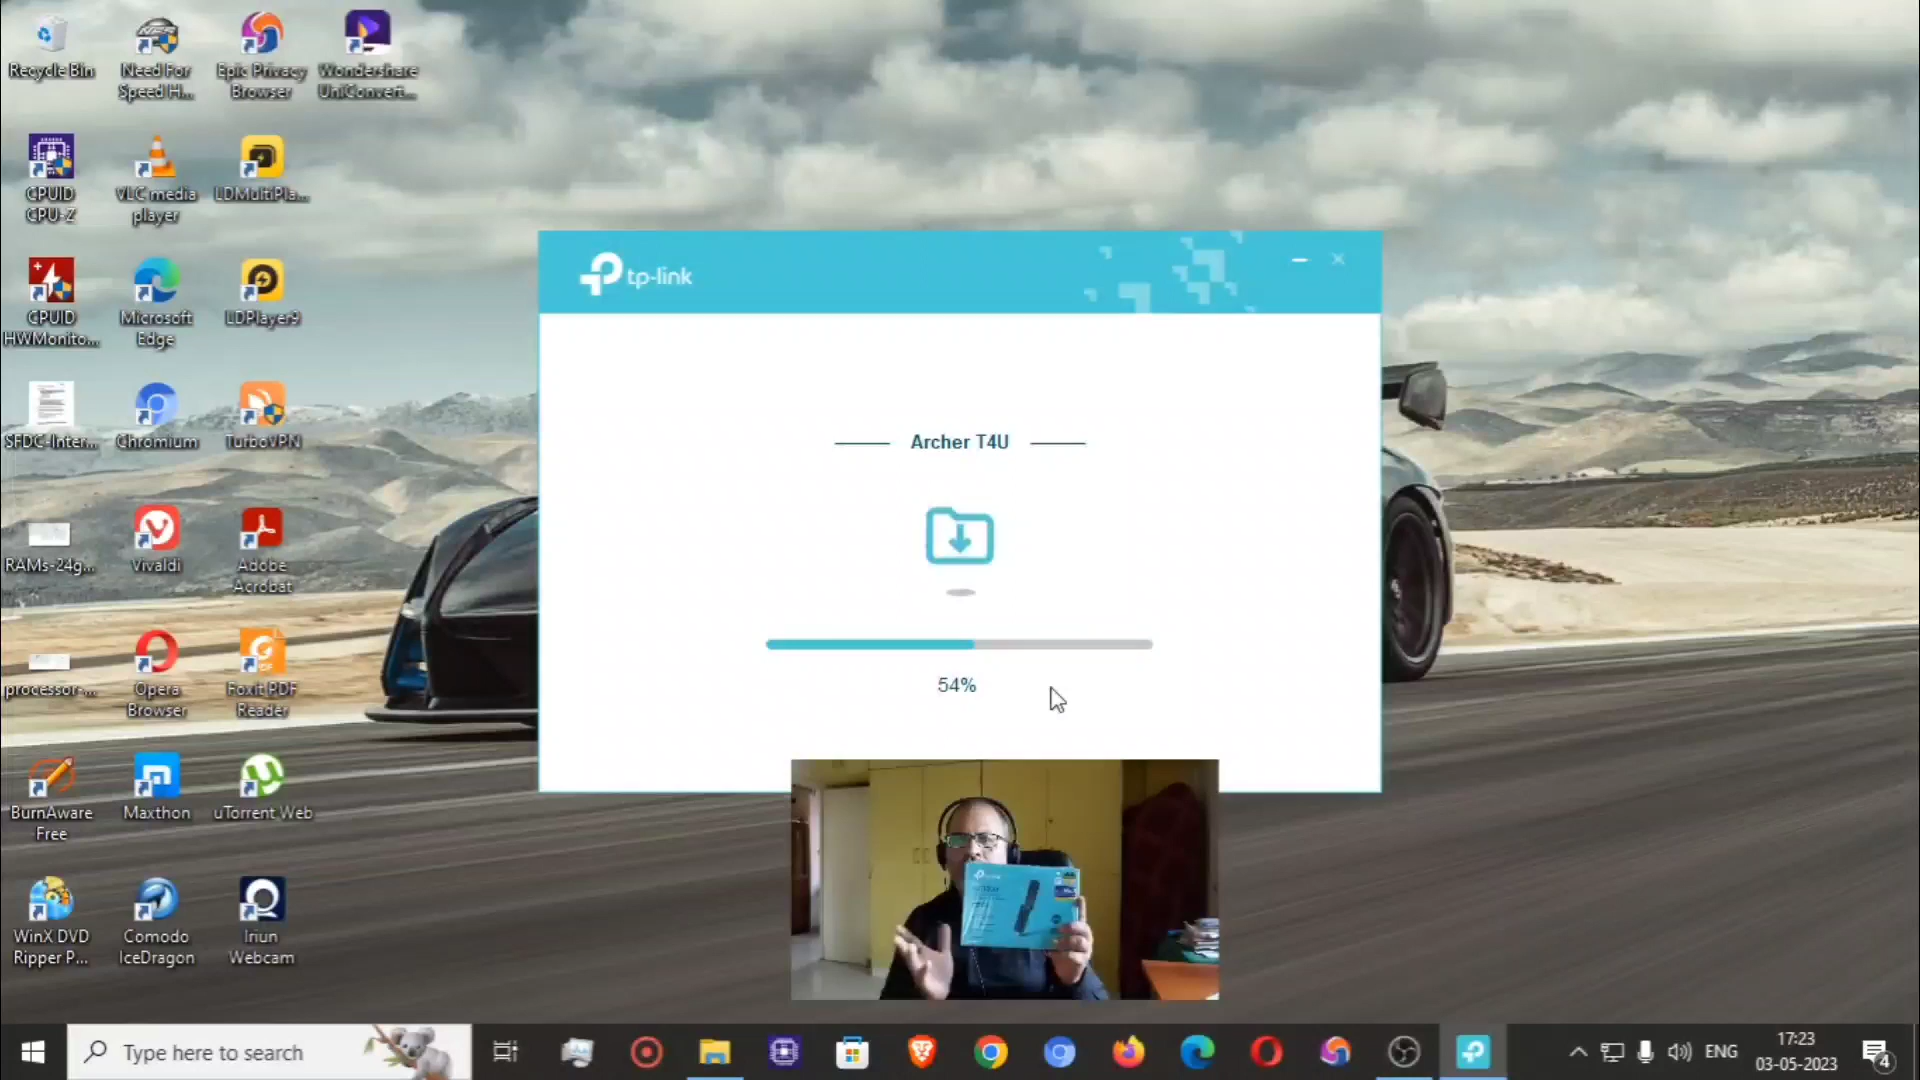 Recycle Bin
Need For
Speed H...
Epic Privacy
Browser
Wondershare
UniConvert...
CPUID
CPU-Z
VLC media
player
LDMultiPla...
CPUID
HWMonito...
Microsoft
Edge
LDPlayer9
SFDC-Inter...
Chromium
TurboVPN
RAMs-24g...
Vivaldi
Adobe
Acrobat
processor-...
Opera
Browser
Foxit PDF
Reader
BurnAware
Free
Maxthon
uTorrent Web
WinX DVD
Ripper P...
Comodo
IceDragon
Iriun
Webcam
tp-link
Archer T4U
54%
Type here to search
ENG
17:23
03-05-2023
4